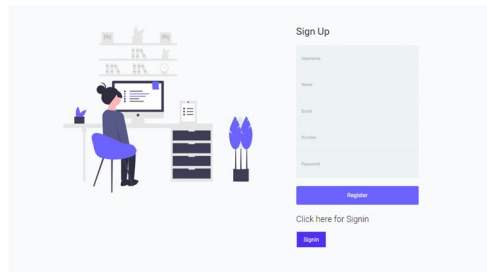 Sign Up
Username
Name
Email
Number
Password
Register
Click here for Signin
Signin